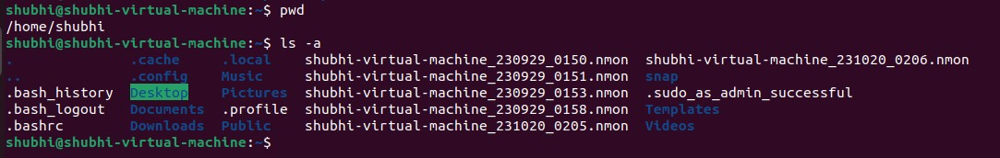 shubhi@shubhi-virtual-machine:~$ pwd
/home/shubhi
shubhi@shubhi-virtual-machine:~$ ls -a
. .cache .local shubhi-virtual-machine_230929_0150.nmon shubhi-virtual-machine_231020_0206.nmon
.. .config Music shubhi-virtual-machine_230929_0151.nmon snap
.bash_history Desktop Pictures shubhi-virtual-machine_230929_0153.nmon .sudo_as_admin_successful
.bash_logout Documents .profile shubhi-virtual-machine_230929_0158.nmon Templates
.bashrc Downloads Public shubhi-virtual-machine_231020_0205.nmon Videos
shubhi@shubhi-virtual-machine:~$